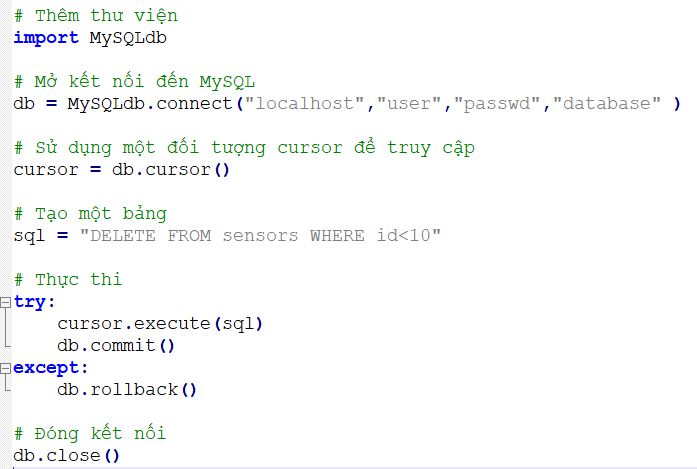 # Thêm thư viện
import MySQLdb
# Mở kết nối đến MySQL
db = MySQLdb.connect("localhost","user","passwd","database" )
# Sử dụng một đối tượng cursor để truy cập
cursor = db.cursor()
# Tạo một bảng
sql = "DELETE FROM sensors WHERE id<10"
# Thực thi
try:
    cursor.execute(sql)
    db.commit()
except:
    db.rollback()
# Đóng kết nối
db.close()